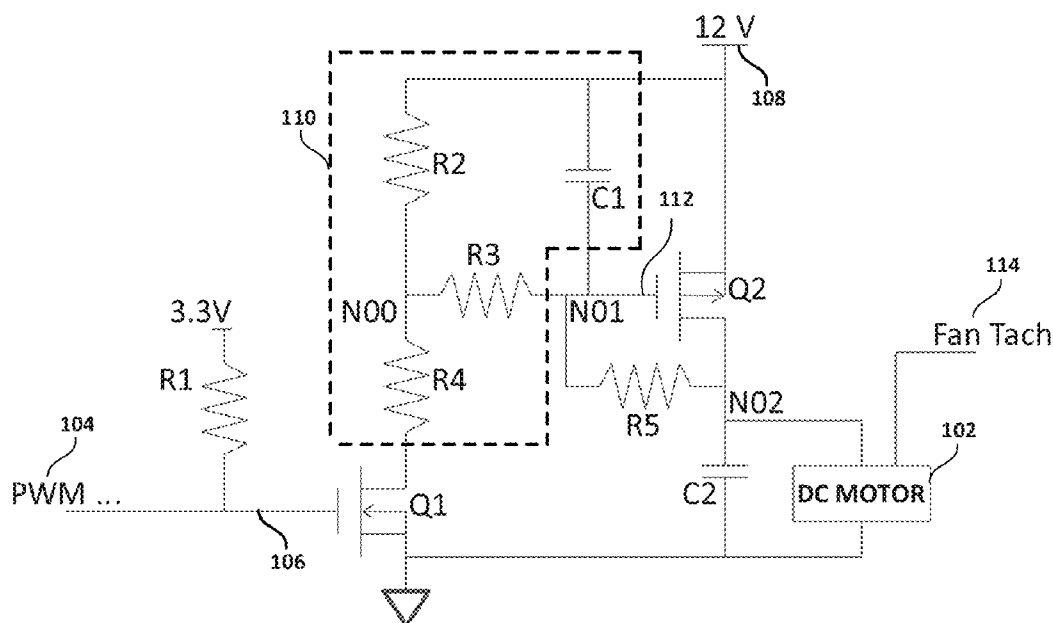 12 V
108
110
R2
C1
112
R3
114
Q2
3.3V
N00
N01
Fan Tach
R1
R4
R5
N02
104
102
PWM ...
Q1
C2
DC MOTOR
106